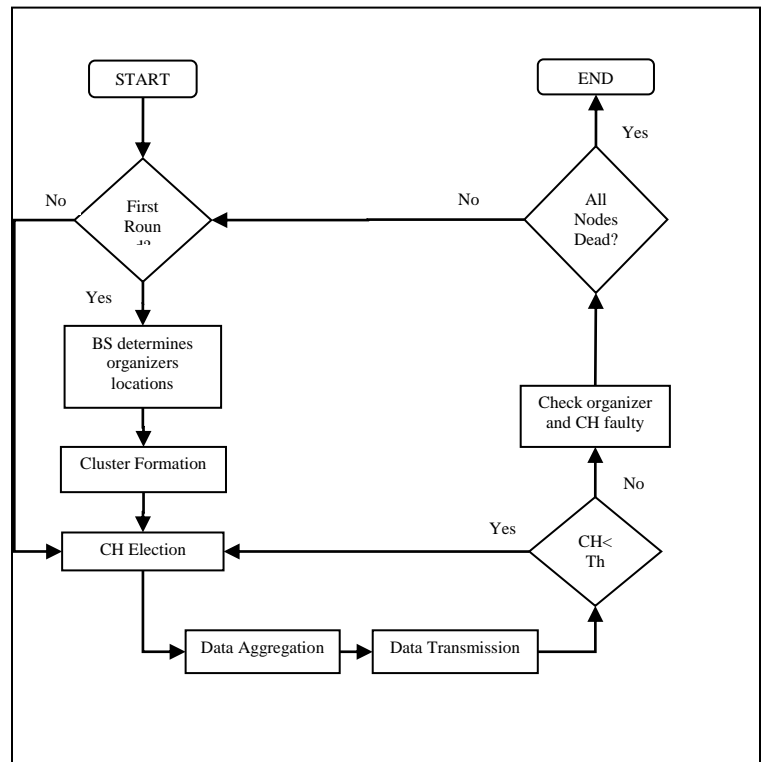 START
END
Yes
No
No
First
Roun
d?
All
Nodes
Dead?
Yes
BS determines
organizers
locations
Check organizer
and CH faulty
Cluster Formation
No
Yes
CH Election
CH<
Th
Data Aggregation
Data Transmission